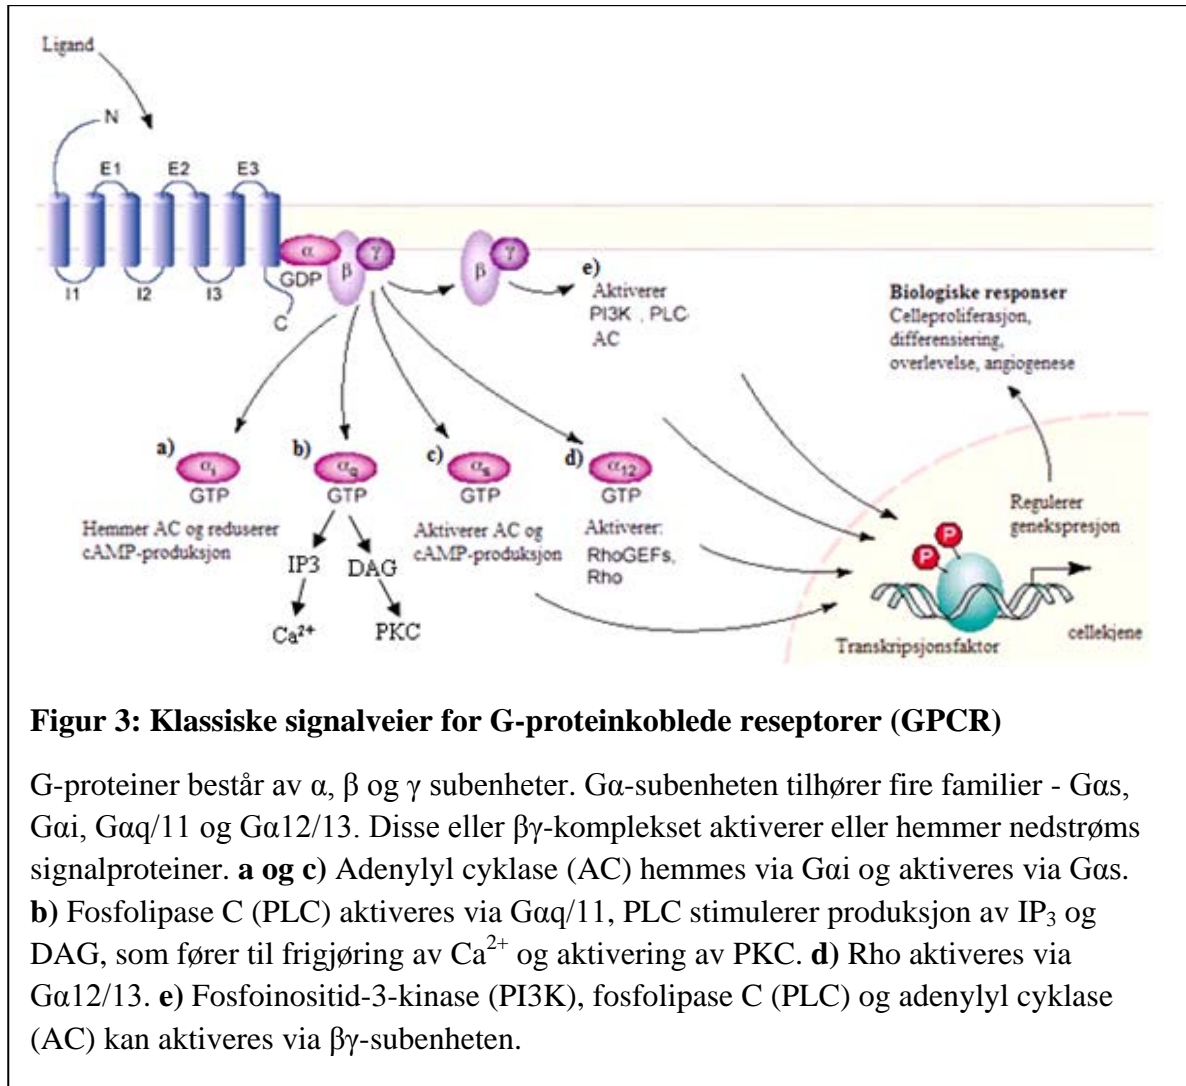 Ligand
N
E1 E2 E3
α
β
γ
GDP
I1 I2 I3
C
β
γ
e)
Aktiverer
PI3K , PLC
AC
Biologiske responser
Celleproliferasjon,
differensiering,
overlevelse, angiogenese
a)
αi
GTP
Hemmer AC og reduserer
cAMP-produksjon
b)
αq
GTP
IP3 DAG
Ca²⁺ PKC
c)
αs
GTP
Aktiverer AC og
cAMP-produksjon
d)
α12
GTP
Aktiverer:
RhoGEFs,
Rho
Regulerer
genekspresjon
P
P
Transkripsjonsfaktor
cellekjene
Figur 3: Klassiske signalveier for G-proteinkoblede reseptorer (GPCR)
G-proteiner består av α, β og γ subenheter. Gα-subenheten tilhører fire familier - Gαs,
Gαi, Gαq/11 og Gα12/13. Disse eller βγ-komplekset aktiverer eller hemmer nedstrøms
signalproteiner. a og c) Adenylyl cyklase (AC) hemmes via Gαi og aktiveres via Gαs.
b) Fosfolipase C (PLC) aktiveres via Gαq/11, PLC stimulerer produksjon av IP₃ og
DAG, som fører til frigjøring av Ca²⁺ og aktivering av PKC. d) Rho aktiveres via
Gα12/13. e) Fosfoinositid-3-kinase (PI3K), fosfolipase C (PLC) og adenylyl cyklase
(AC) kan aktiveres via βγ-subenheten.